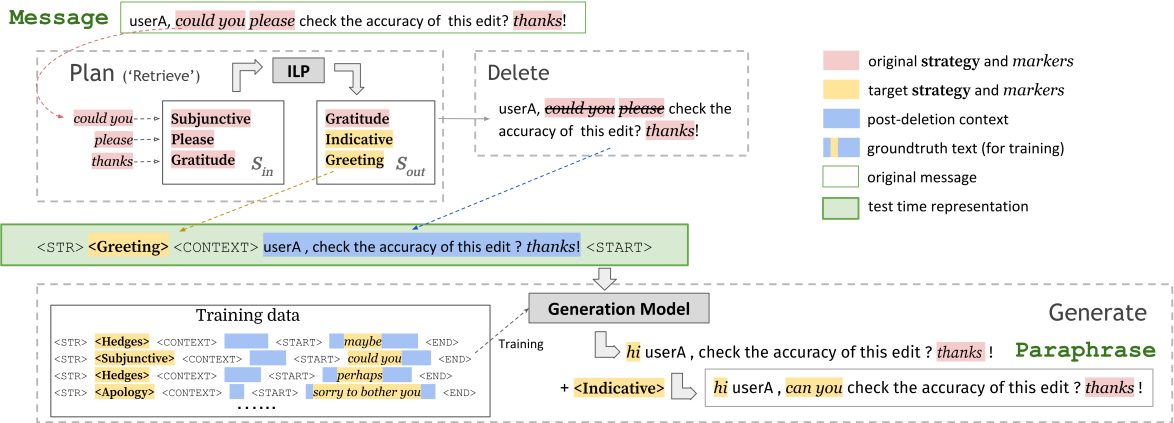 Message
userA, could you please check the accuracy of this edit? thanks!
Plan (‘Retrieve’)
ILP
could you
please
thanks
Subjunctive
Please
Gratitude
Sin
Gratitude
Indicative
Greeting
Sout
Delete
userA, could you please check the
accuracy of this edit? thanks!
original strategy and markers
target strategy and markers
post-deletion context
groundtruth text (for training)
original message
test time representation
<STR> <Greeting> <CONTEXT> userA , check the accuracy of this edit ? thanks! <START>
Training data
<STR> <Hedges> <CONTEXT> <START> maybe <END>
<STR> <Subjunctive> <CONTEXT> <START> could you <END>
<STR> <Hedges> <CONTEXT> <START> perhaps <END>
<STR> <Apology> <CONTEXT> <START> sorry to bother you <END>
......
Training
Generation Model
Generate
hi userA , check the accuracy of this edit ? thanks !
Paraphrase
+ <Indicative>
hi userA , can you check the accuracy of this edit ? thanks !